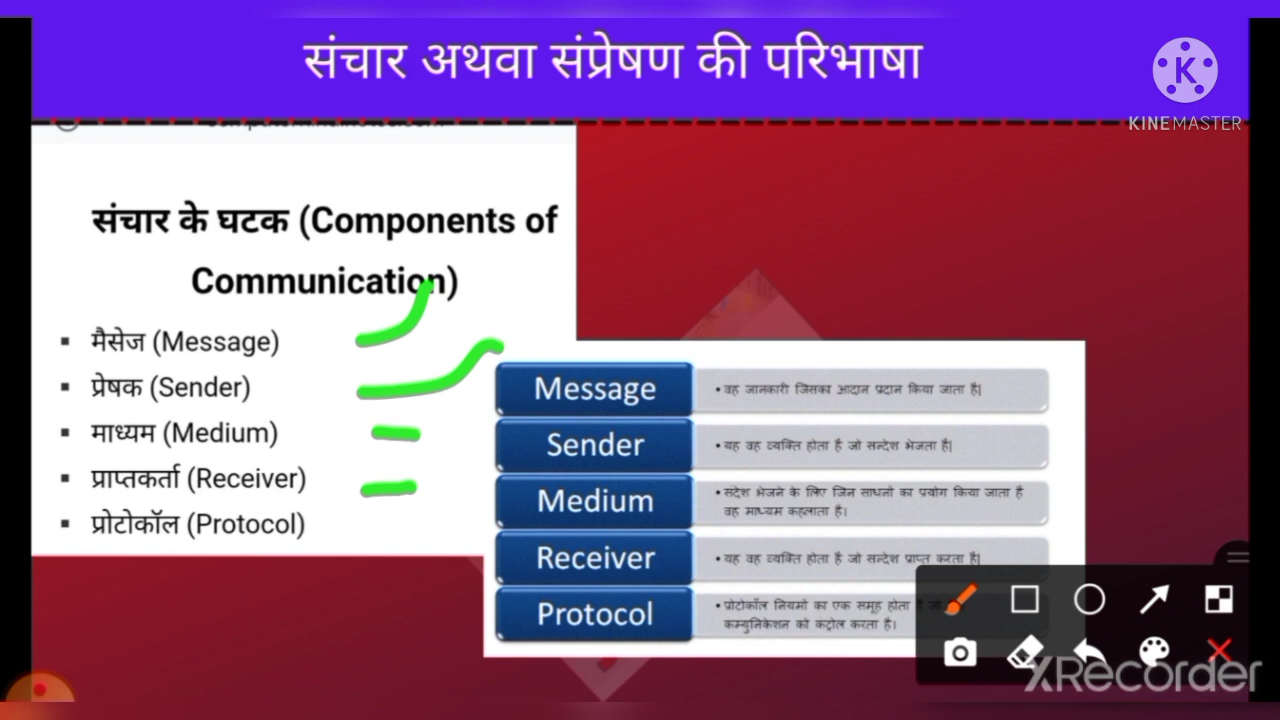 संचार अथवा संप्रेषण की परिभाषा
KINEMASTER
संचार के घटक (Components of
Communication)
▪ मैसेज (Message)
▪ प्रेषक (Sender)
▪ माध्यम (Medium)
▪ प्राप्तकर्ता (Receiver)
▪ प्रोटोकॉल (Protocol)
Message
• वह जानकारी जिसका आदान प्रदान किया जाता है|
Sender
• यह वह व्यक्ति होता है जो सन्देश भेजता है|
Medium
• संदेश भेजने के लिए जिन साधनो का प्रयोग किया जाता है
वह माध्यम कहलाता है।
Receiver
• यह वह व्यक्ति होता है जो सन्देश प्राप्त करता है|
Protocol
• प्रोटोकॉल नियमो का एक समूह होता है जो
कम्युनिकेशन को कंट्रोल करता है।
XRecorder